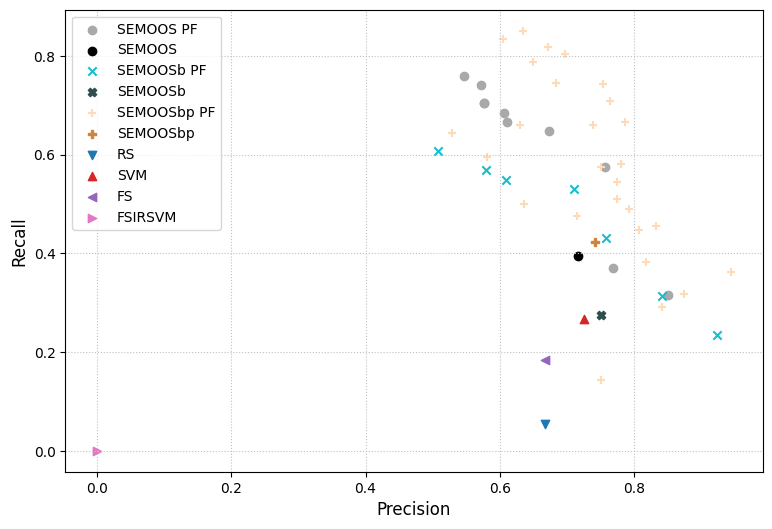 SEMOOS PF
SEMOOS
SEMOOSb PF
SEMOOSb
SEMOOSbp PF
SEMOOSbp
RS
SVM
FS
FSIRSVM
0.8
0.6
0.4
0.2
0.0
Recall
0.0 0.2 0.4 0.6 0.8
Precision